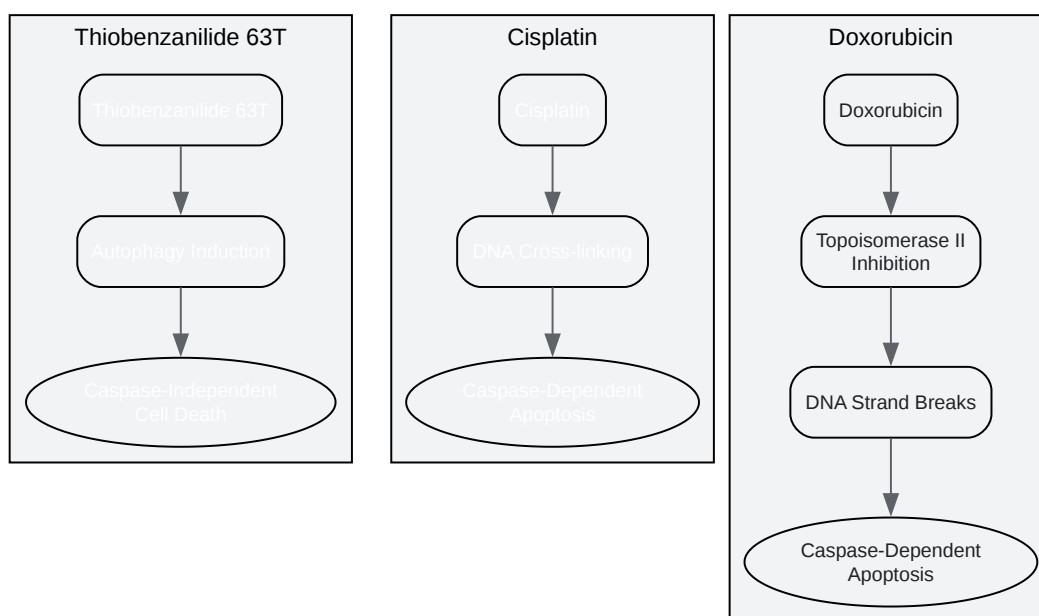 Thiobenzanilide 63T
Thiobenzanilide 63T
Autophagy Induction
Caspase-Independent
Cell Death
Cisplatin
Cisplatin
DNA Cross-linking
Caspase-Dependent
Apoptosis
Doxorubicin
Doxorubicin
Topoisomerase II
Inhibition
DNA Strand Breaks
Caspase-Dependent
Apoptosis